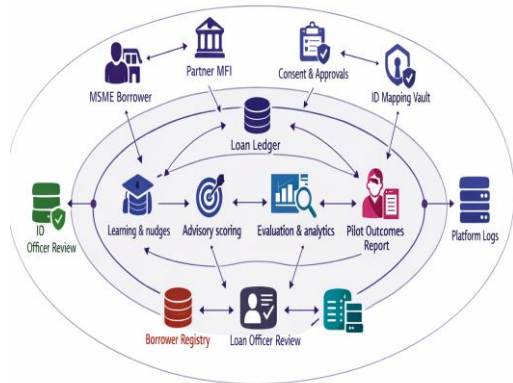 MSME Borrower
Partner MFI
Consent & Approvals
ID Mapping Vault
Loan Ledger
IO
Officer Review
Learning & nudges
Advisory scoring
Evaluation & analytics
Pilot Outcomes
Report
Platform Logs
Borrower Registry
Loan Officer Review